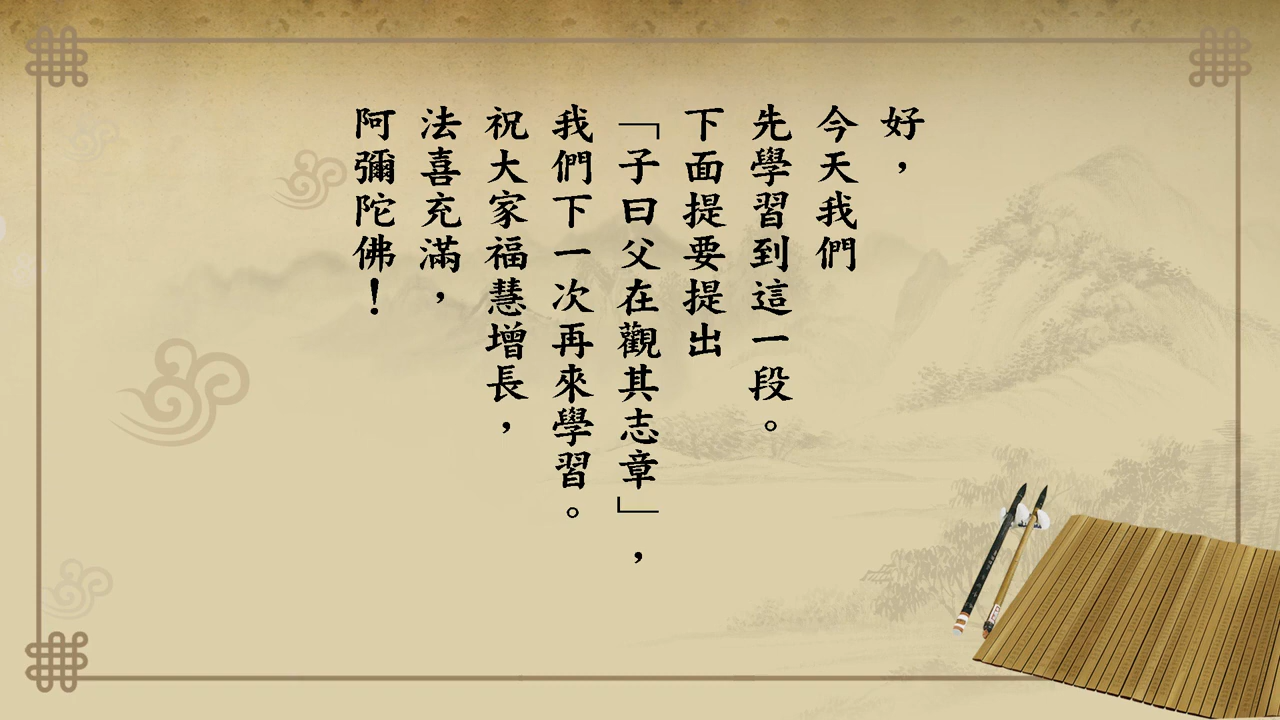 好，
今天我們
先學習到這一段。
下面提要提出
「子曰父在觀其志章」，
我們下一次再來學習。
祝大家福慧增長，
法喜充滿，
阿彌陀佛！